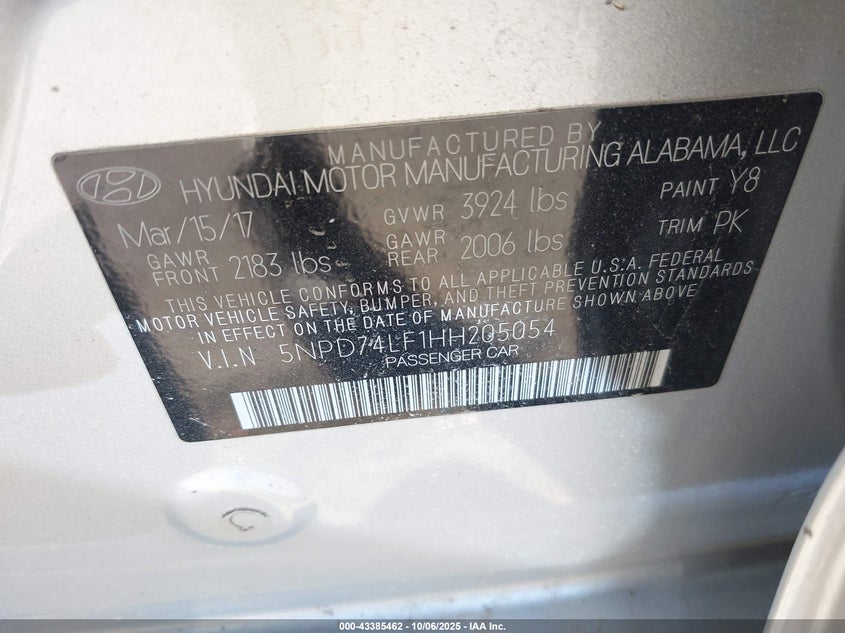 MANUFACTURED BY
HYUNDAI MOTOR MANUFACTURING ALABAMA, LLC
Mar/15/17 GVWR 3924 lbs PAINT Y8
GAWR FRONT 2183 lbs GAWR REAR 2006 lbs TRIM PK
THIS VEHICLE CONFORMS TO ALL APPLICABLE U.S.A. FEDERAL
MOTOR VEHICLE SAFETY, BUMPER, AND THEFT PREVENTION STANDARDS
IN EFFECT ON THE DATE OF MANUFACTURE SHOWN ABOVE
V.I.N 5NPD74LF1HH205054
PASSENGER CAR
000-43385462 - 10/06/2025 - IAA Inc.